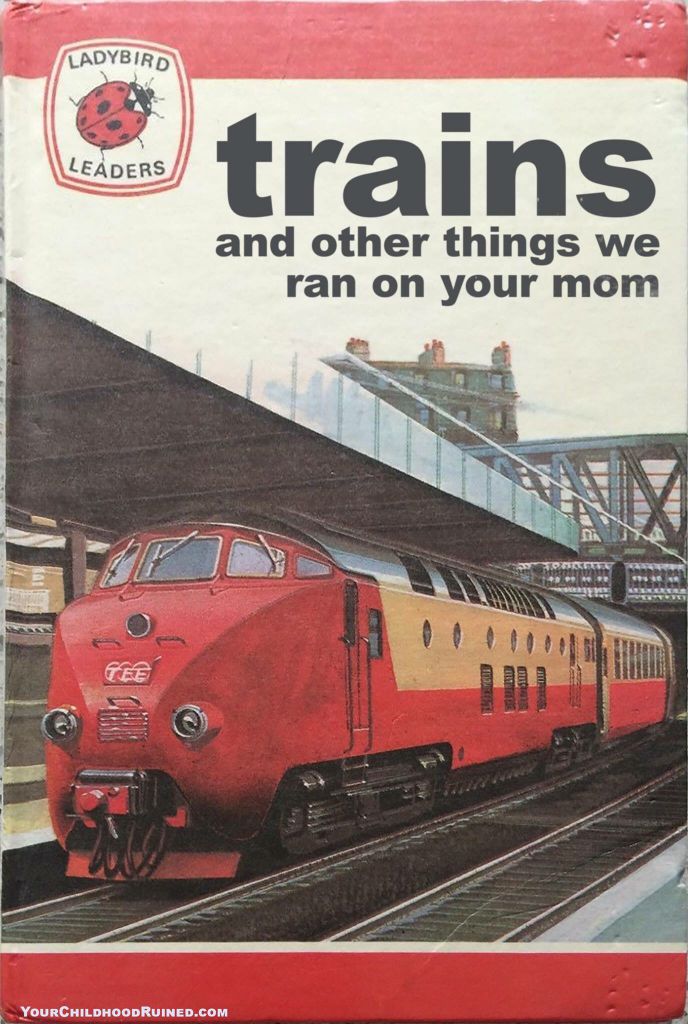 LADYBIRD
LEADERS
trains
and other things we
ran on your mom
TEE
YOURCHILDHOODRUINED.COM